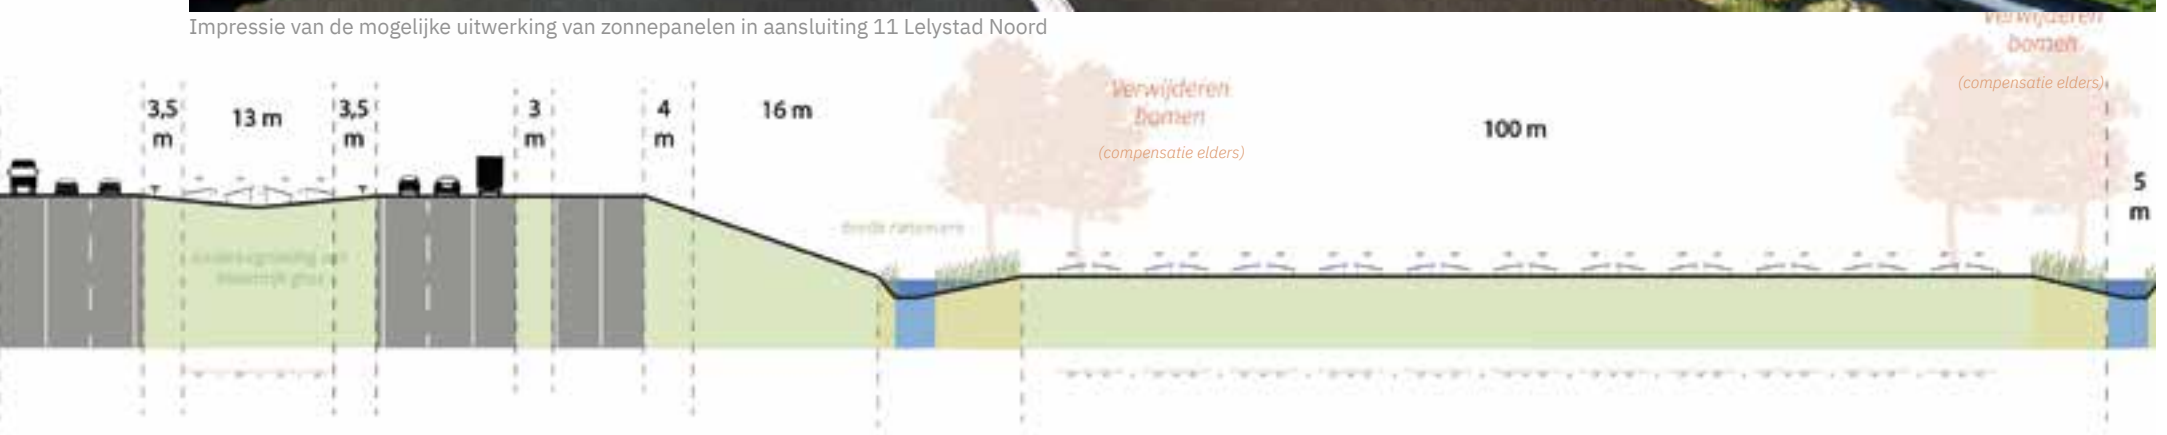 Impressie van de mogelijke uitwerking van zonnepanelen in aansluiting 11 Lelystad Noord
Verwijderen
bomen
(compensatie elders)
Verwijderen
bomen
(compensatie elders)
3,5
m
13 m
3,5
m
3
m
4
m
16 m
100 m
5
m